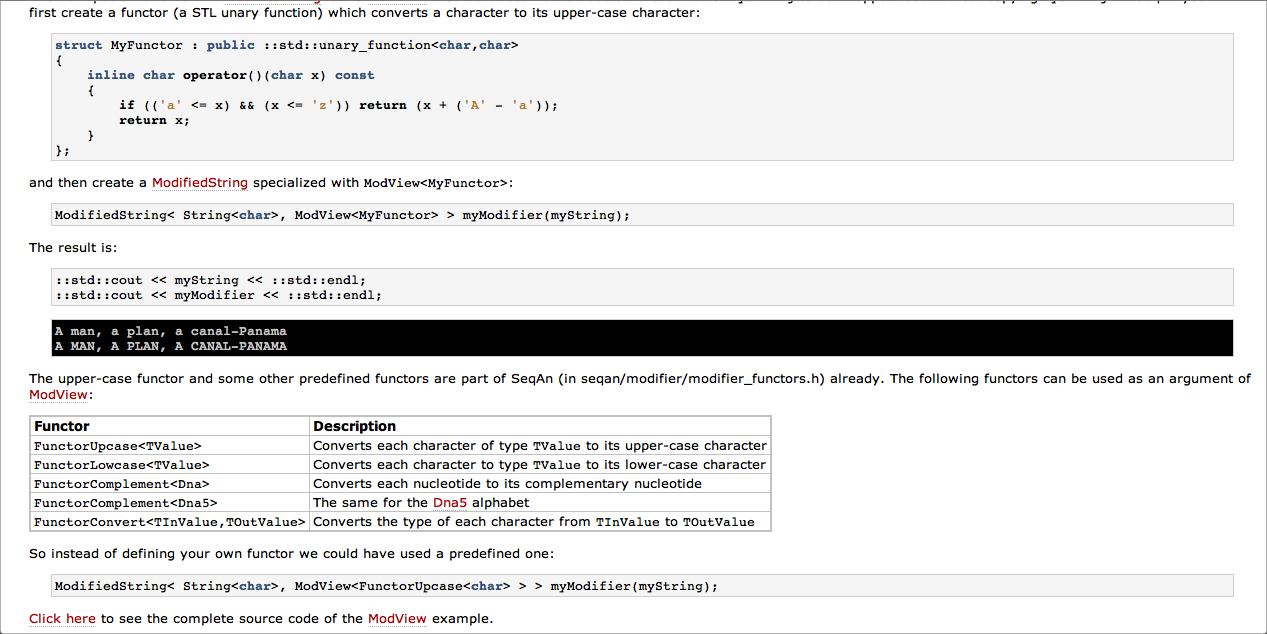 first create a functor (a STL unary function) which converts a character to its upper-case character:
struct MyFunctor : public ::std::unary_function<char,char>
{
    inline char operator()(char x) const
    {
        if (('a' <= x) && (x <= 'z')) return (x + ('A' - 'a'));
        return x;
    }
};
and then create a ModifiedString specialized with ModView<MyFunctor>:
ModifiedString< String<char>, ModView<MyFunctor> > myModifier(myString);
The result is:
::std::cout << myString << ::std::endl;
::std::cout << myModifier << ::std::endl;
A man, a plan, a canal-Panama
A MAN, A PLAN, A CANAL-PANAMA
The upper-case functor and some other predefined functors are part of SeqAn (in seqan/modifier/modifier_functors.h) already. The following functors can be used as an argument of
ModView:
Functor Description
FunctorUpcase<TValue> Converts each character of type TValue to its upper-case character
FunctorLowcase<TValue> Converts each character to type TValue to its lower-case character
FunctorComplement<Dna> Converts each nucleotide to its complementary nucleotide
FunctorComplement<Dna5> The same for the Dna5 alphabet
FunctorConvert<TInValue,TOutValue> Converts the type of each character from TInValue to TOutValue
So instead of defining your own functor we could have used a predefined one:
ModifiedString< String<char>, ModView<FunctorUpcase<char> > > myModifier(myString);
Click here to see the complete source code of the ModView example.